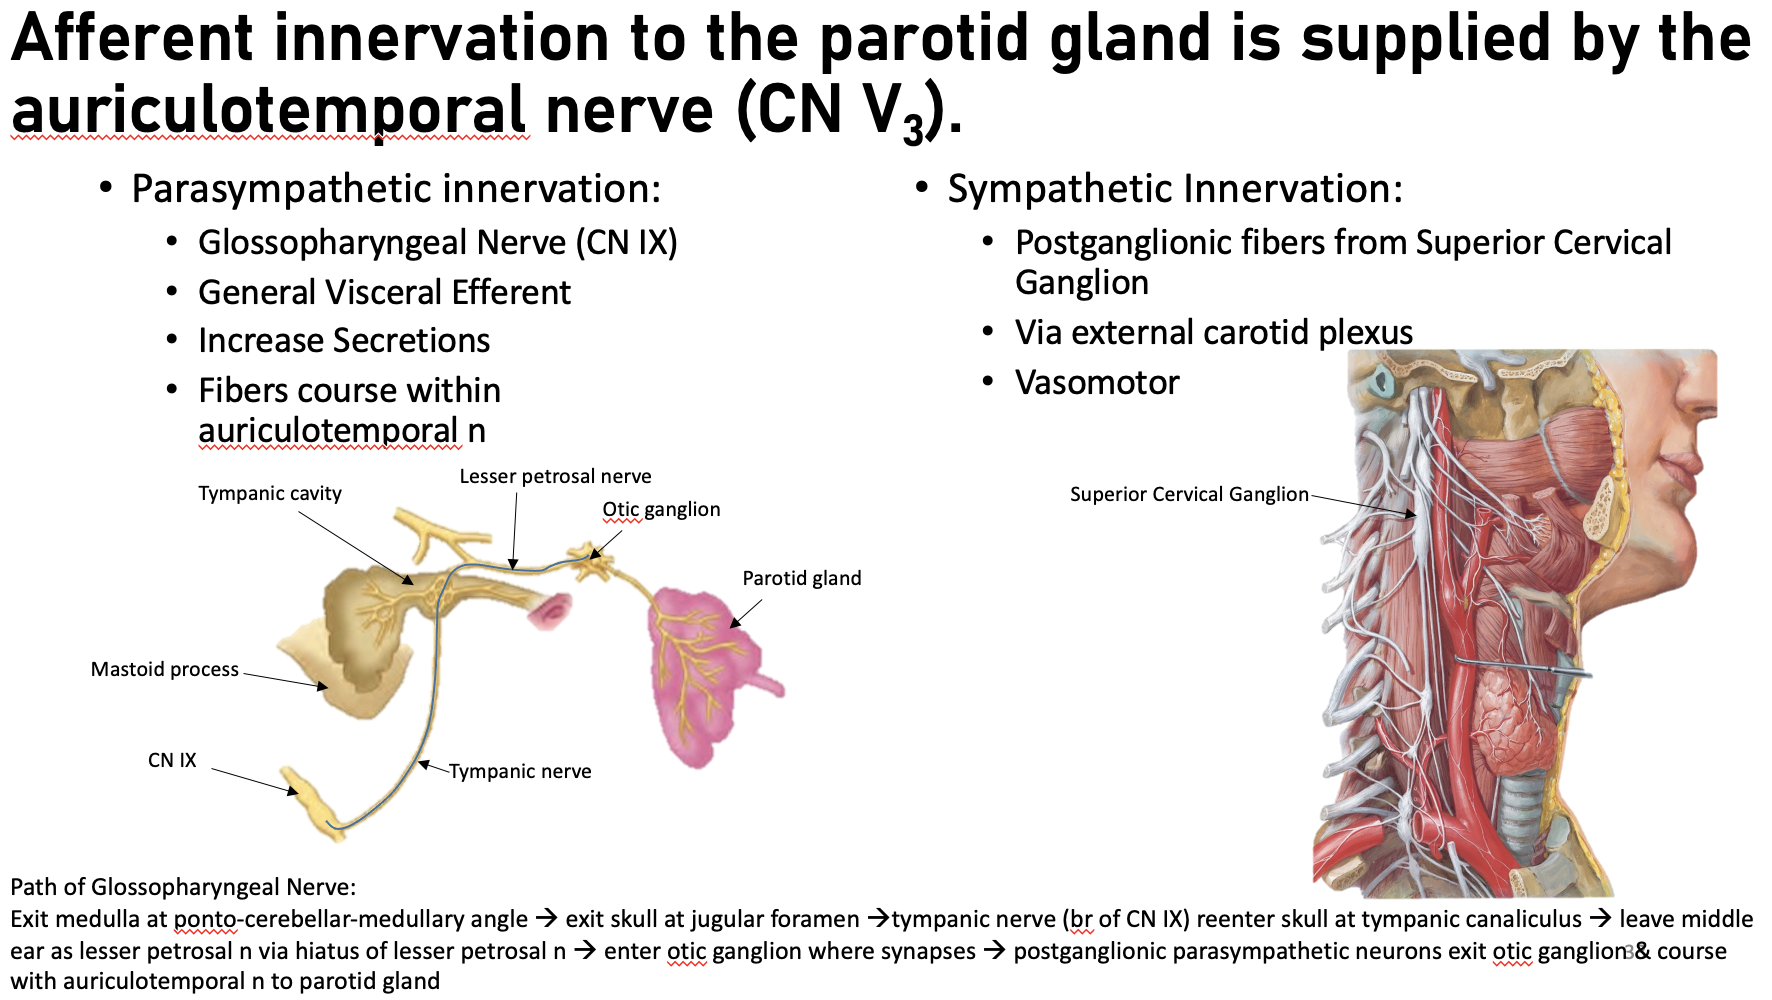 Afferent innervation to the parotid gland is supplied by the
auriculotemporal nerve (CN V₃).
• Parasympathetic innervation:
• Glossopharyngeal Nerve (CN IX)
• General Visceral Efferent
• Increase Secretions
• Fibers course within
auriculotemporal n
• Sympathetic Innervation:
• Postganglionic fibers from Superior Cervical
Ganglion
• Via external carotid plexus
• Vasomotor
Lesser petrosal nerve
Tympanic cavity
Otic ganglion
Parotid gland
Mastoid process
CN IX
Tympanic nerve
Superior Cervical Ganglion
Path of Glossopharyngeal Nerve:
Exit medulla at ponto-cerebellar-medullary angle → exit skull at jugular foramen →tympanic nerve (br of CN IX) reenter skull at tympanic canaliculus → leave middle
ear as lesser petrosal n via hiatus of lesser petrosal n → enter otic ganglion where synapses → postganglionic parasympathetic neurons exit otic ganglion & course
with auriculotemporal n to parotid gland
3